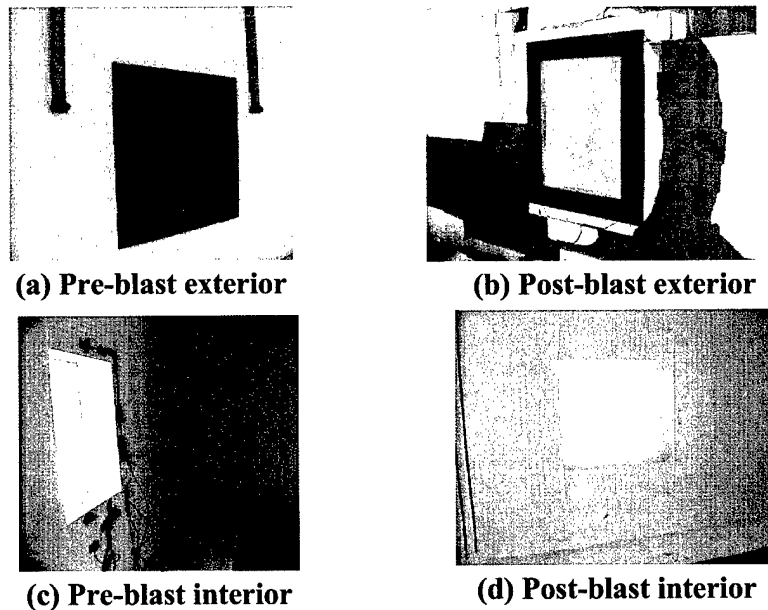 (a) Pre-blast exterior
(b) Post-blast exterior
(c) Pre-blast interior
(d) Post-blast interior